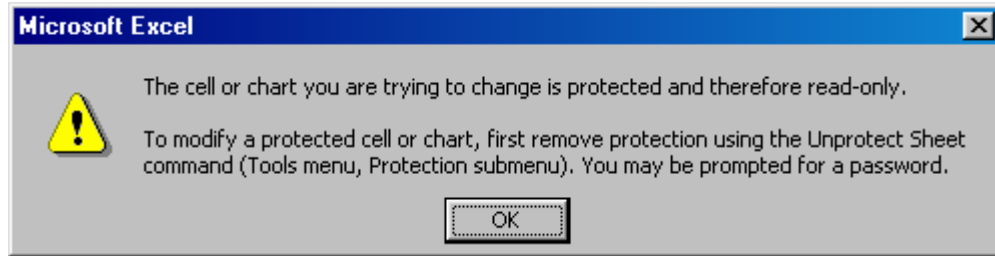 Microsoft Excel
The cell or chart you are trying to change is protected and therefore read-only.
To modify a protected cell or chart, first remove protection using the Unprotect Sheet
command (Tools menu, Protection submenu). You may be prompted for a password.
OK